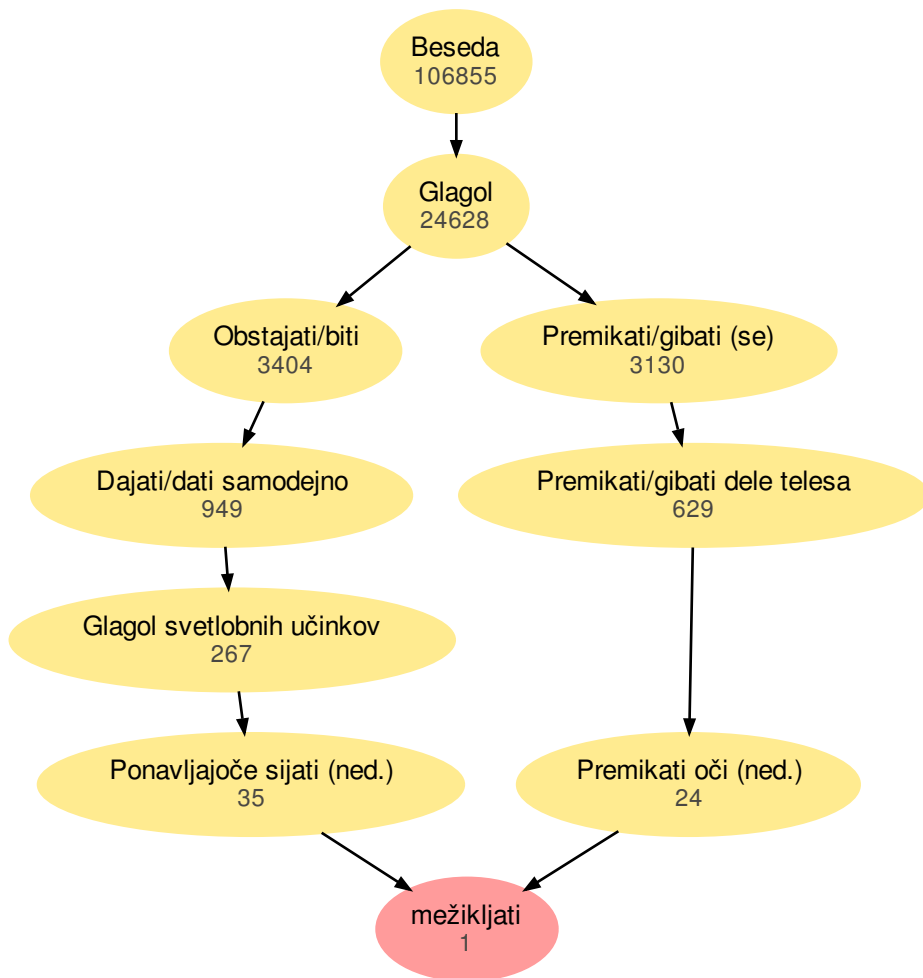 Beseda
106855
Glagol
24628
Obstajati/biti
3404
Premikati/gibati (se)
3130
Dajati/dati samodejno
949
Premikati/gibati dele telesa
629
Glagol svetlobnih učinkov
267
Ponavljajoče sijati (ned.)
35
Premikati oči (ned.)
24
mežikljati
1